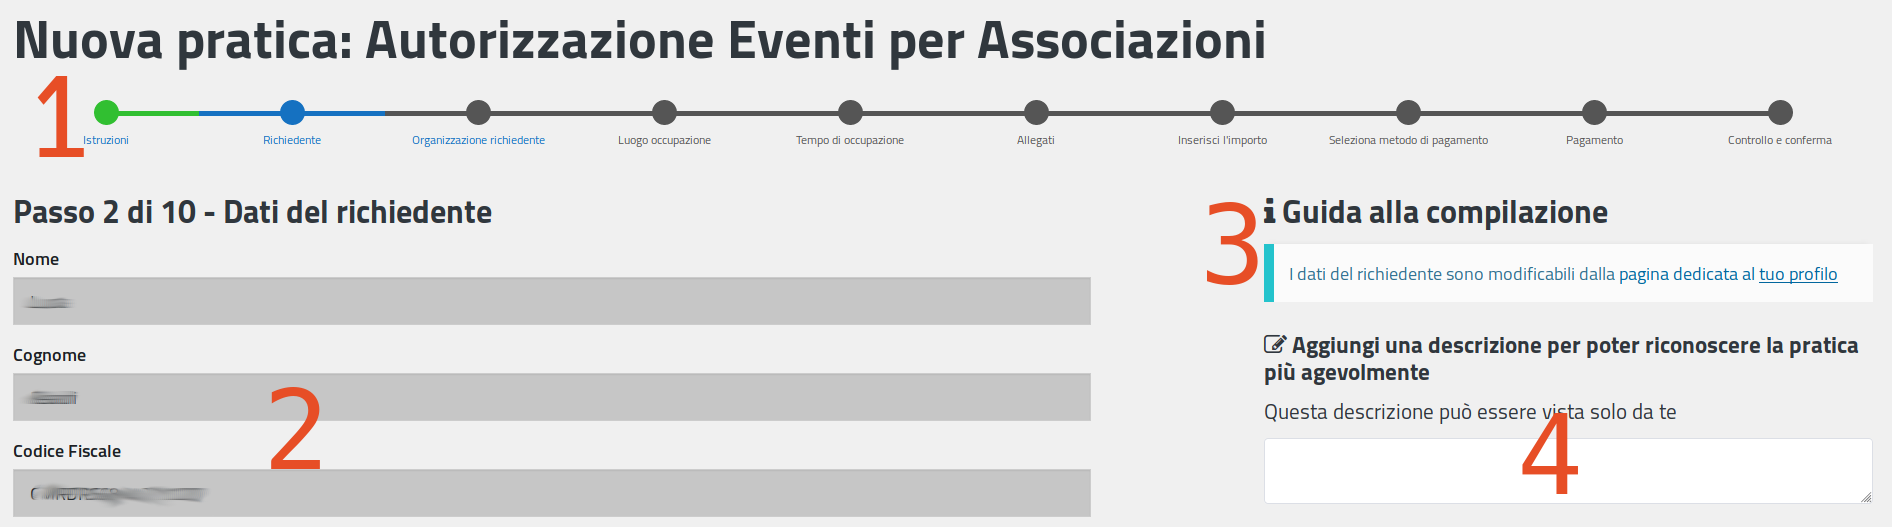 Nuova pratica: Autorizzazione Eventi per Associazioni
1
Istruzioni
Richiedente
Organizzazione richiedente
Luogo occupazione
Tempo di occupazione
Allegati
Inserisci l'importo
Seleziona metodo di pagamento
Pagamento
Controllo e conferma
Passo 2 di 10 - Dati del richiedente
Nome
Cognome
2
Codice Fiscale
3
Guida alla compilazione
I dati del richiedente sono modificabili dalla pagina dedicata al tuo profilo
Aggiungi una descrizione per poter riconoscere la pratica
più agevolmente
Questa descrizione può essere vista solo da te
4